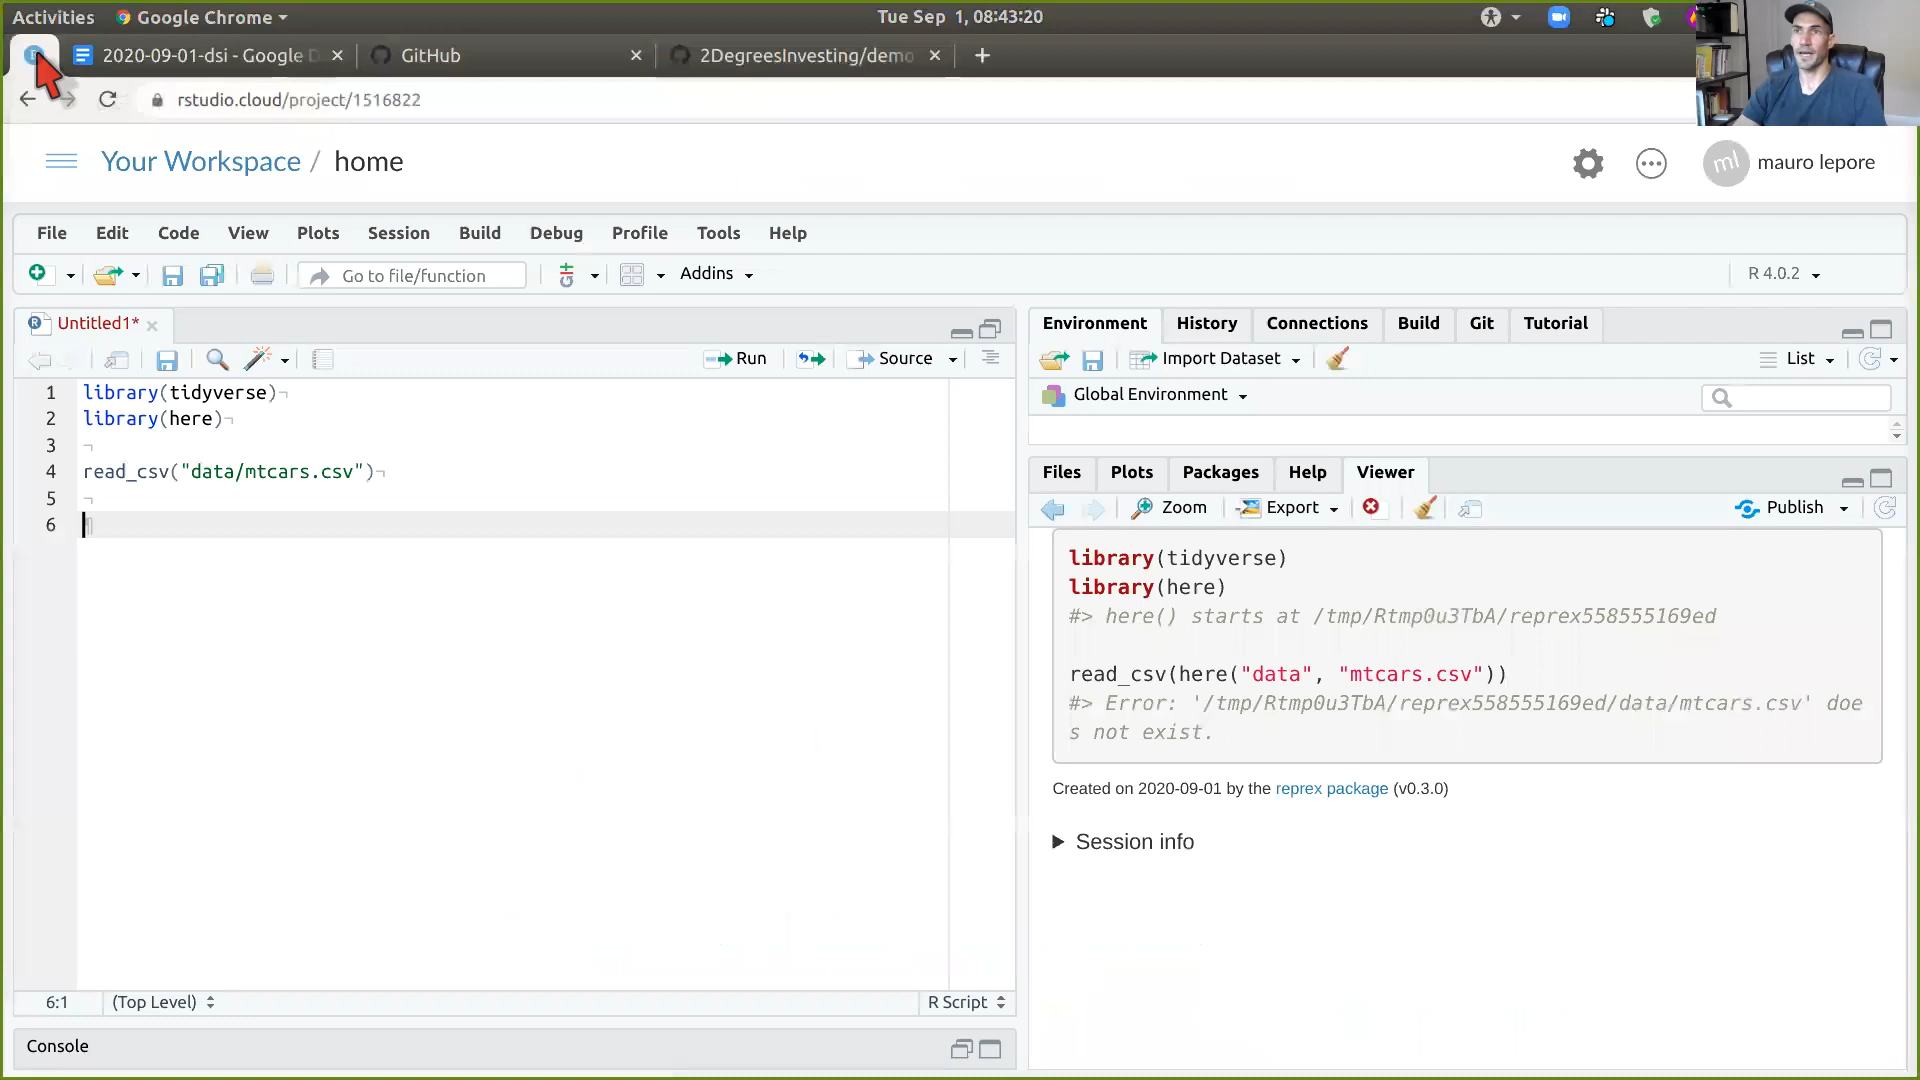 Activities Google Chrome Tue Sep 1, 08:43:20
2020-09-01-dsi - Google D GitHub 2DegreesInvesting/demo
rstudio.cloud/project/1516822
Your Workspace / home ml mauro lepore
File Edit Code View Plots Session Build Debug Profile Tools Help
Go to file/function Addins R 4.0.2
Untitled1*
Run Source
1 library(tidyverse)
2 library(here)
3
4 read_csv("data/mtcars.csv")
5
6
6:1 (Top Level) R Script
Console
Environment History Connections Build Git Tutorial
Import Dataset List
Global Environment
Files Plots Packages Help Viewer
Zoom Export Publish
library(tidyverse)
library(here)
#> here() starts at /tmp/Rtmp0u3TbA/reprex558555169ed
read_csv(here("data", "mtcars.csv"))
#> Error: '/tmp/Rtmp0u3TbA/reprex558555169ed/data/mtcars.csv' doe
s not exist.
Created on 2020-09-01 by the reprex package (v0.3.0)
Session info